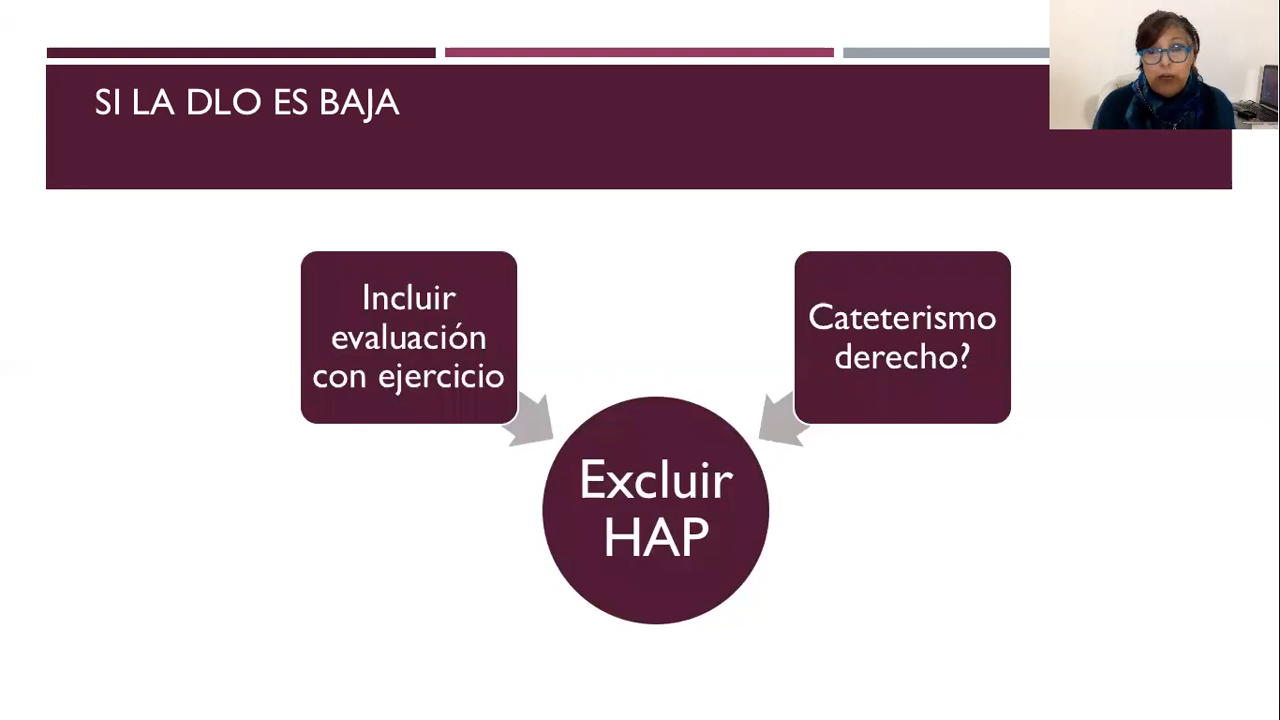 SI LA DLO ES BAJA
Incluir
evaluación
con ejercicio
Cateterismo
derecho?
Excluir
HAP